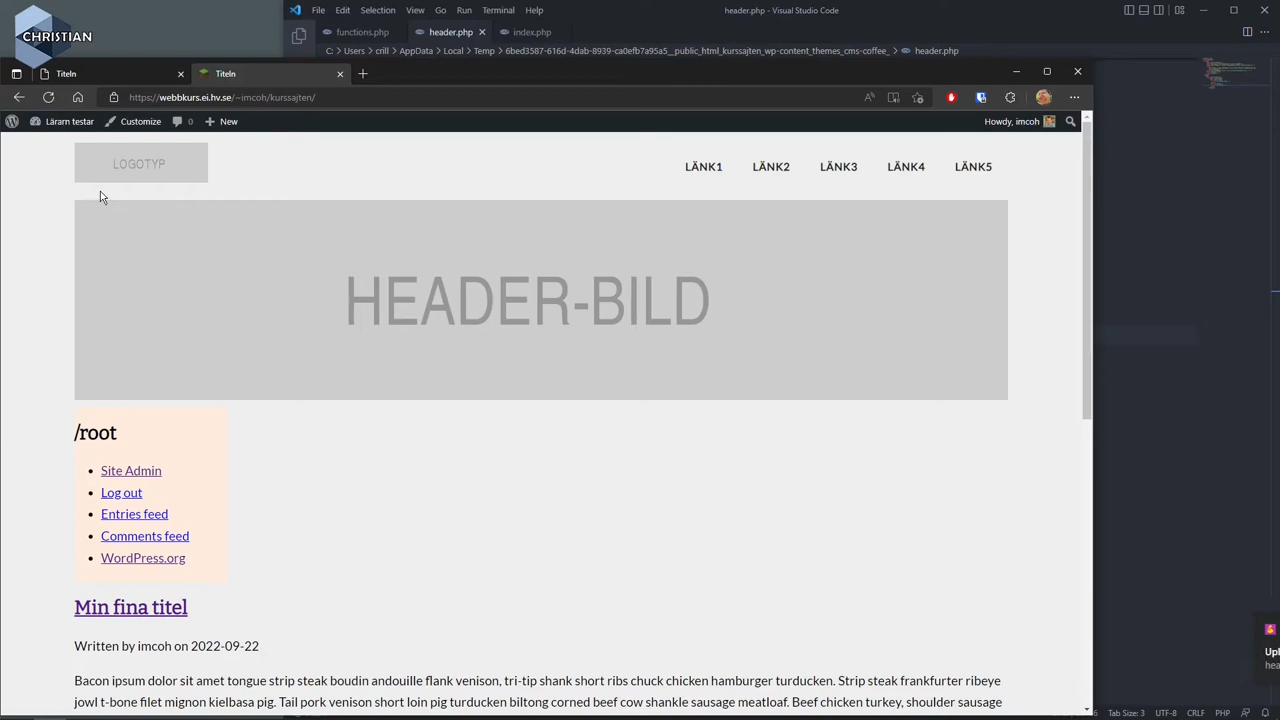 CHRISTIAN
File Edit Selection View Go Run Terminal Help
header.php - Visual Studio Code
functions.php header.php index.php
C: > Users > crill > AppData > Local > Temp > 6bed3587-616d-4dab-8939-ca0a5b7a95a5__public_html_kurssajten_wp-content_themes_cms-coffee_ > header.php
Titeln Titeln
https://webbkurs.ei.hv.se/~imcoh/kurssajten/
Lärarn testar Customize 0 New Howdy, imcoh
LOGOTYP LÄNK1 LÄNK2 LÄNK3 LÄNK4 LÄNK5
HEADER-BILD
/root
Site Admin
Log out
Entries feed
Comments feed
WordPress.org
Min fina titel
Written by imcoh on 2022-09-22
Bacon ipsum dolor sit amet tongue strip steak boudin andouille flank venison, tri-tip shank short ribs chuck chicken hamburger turducken. Strip steak frankfurter ribeye
jowl t-bone filet mignon kielbasa pig. Tail pork venison short loin pig turducken biltong corned beef cow shankle sausage meatloaf. Beef chicken turkey, shoulder sausage
Upl
hea
Tab Size: 3 UTF-8 CRLF PHP